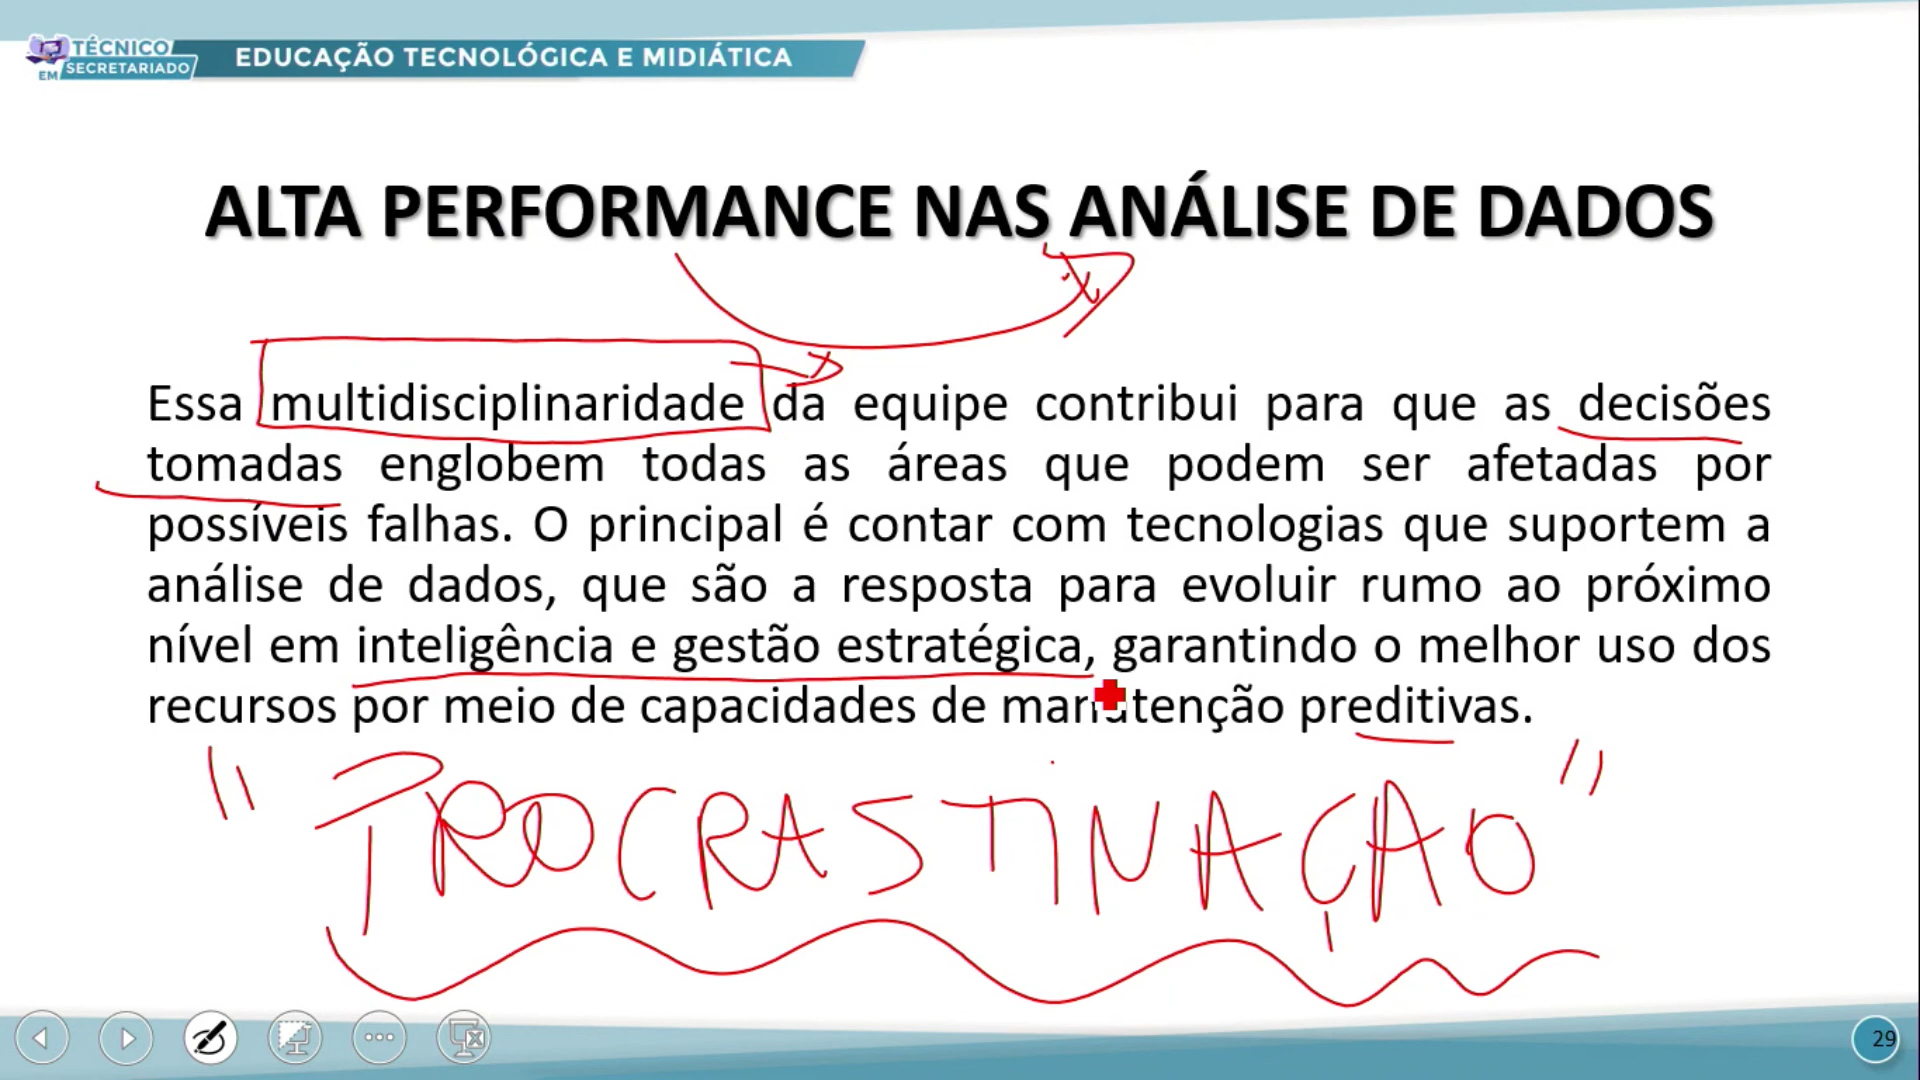 TÉCNICO
EM SECRETARIADO
EDUCAÇÃO TECNOLÓGICA E MIDIÁTICA
ALTA PERFORMANCE NAS ANÁLISE DE DADOS
Essa multidisciplinaridade da equipe contribui para que as decisões
tomadas englobem todas as áreas que podem ser afetadas por
possíveis falhas. O principal é contar com tecnologias que suportem a
análise de dados, que são a resposta para evoluir rumo ao próximo
nível em inteligência e gestão estratégica, garantindo o melhor uso dos
recursos por meio de capacidades de manutenção preditivas.
"PROCRASTINAÇAO"
29